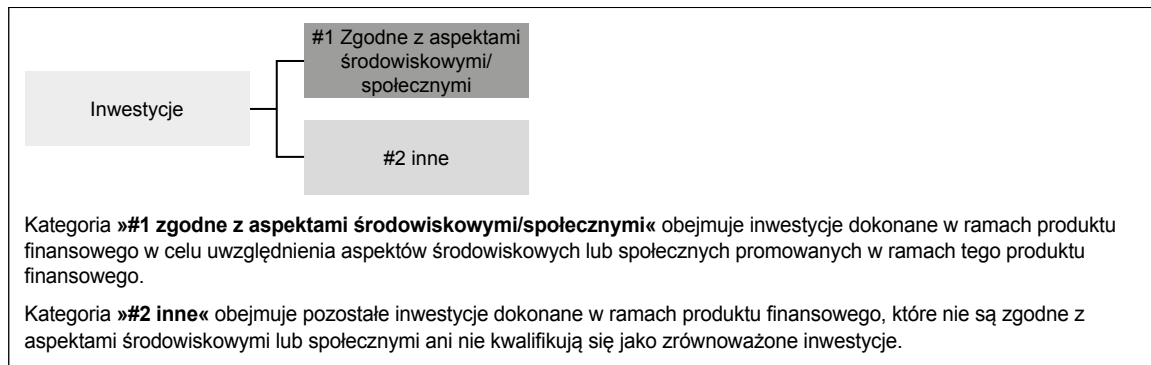 #1 Zgodne z aspektami
środowiskowymi/
społecznymi
Inwestycje
#2 inne
Kategoria »#1 zgodne z aspektami środowiskowymi/społecznymi« obejmuje inwestycje dokonane w ramach produktu
finansowego w celu uwzględnienia aspektów środowiskowych lub społecznych promowanych w ramach tego produktu
finansowego.
Kategoria »#2 inne« obejmuje pozostałe inwestycje dokonane w ramach produktu finansowego, które nie są zgodne z
aspektami środowiskowymi lub społecznymi ani nie kwalifikują się jako zrównoważone inwestycje.